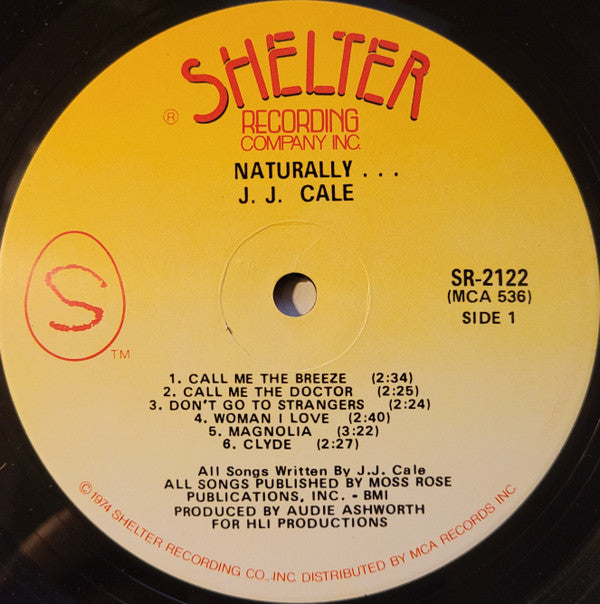 SHELTER
®
RECORDING
COMPANY INC.
NATURALLY . . .
J. J. CALE
S
TM
SR-2122
(MCA 536)
SIDE 1
1. CALL ME THE BREEZE (2:34)
2. CALL ME THE DOCTOR (2:25)
3. DON'T GO TO STRANGERS (2:24)
4. WOMAN I LOVE (2:40)
5. MAGNOLIA (3:22)
6. CLYDE (2:27)
All Songs Written By J.J. Cale
ALL SONGS PUBLISHED BY MOSS ROSE
PUBLICATIONS, INC. - BMI
PRODUCED BY AUDIE ASHWORTH
FOR HLI PRODUCTIONS
©1974 SHELTER RECORDING CO., INC. DISTRIBUTED BY MCA RECORDS INC.